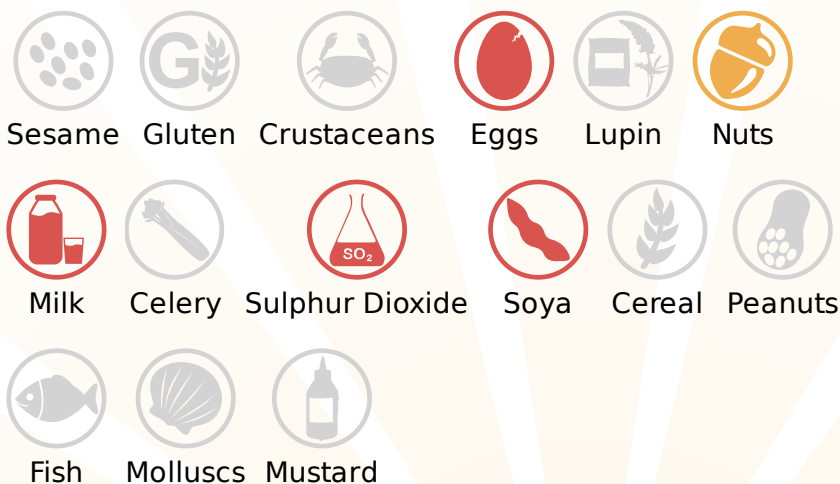 G
Sesame Gluten Crustaceans Eggs Lupin Nuts
SO₂
Milk Celery Sulphur Dioxide Soya Cereal Peanuts
Fish Molluscs Mustard